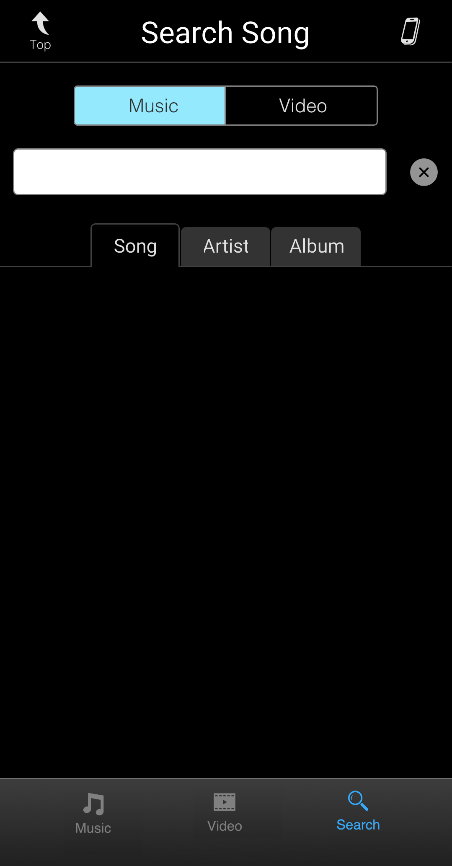 Search Song
Top
Music Video
Song Artist Album
Music Video Search